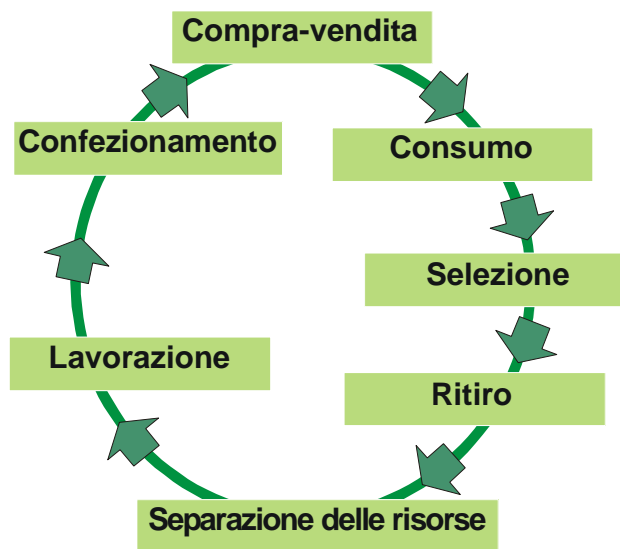 Compra-vendita
Consumo
Selezione
Ritiro
Separazione delle risorse
Lavorazione
Confezionamento